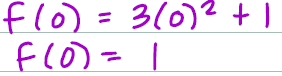 f(0) = 3(0)² + 1
f(0) = 1